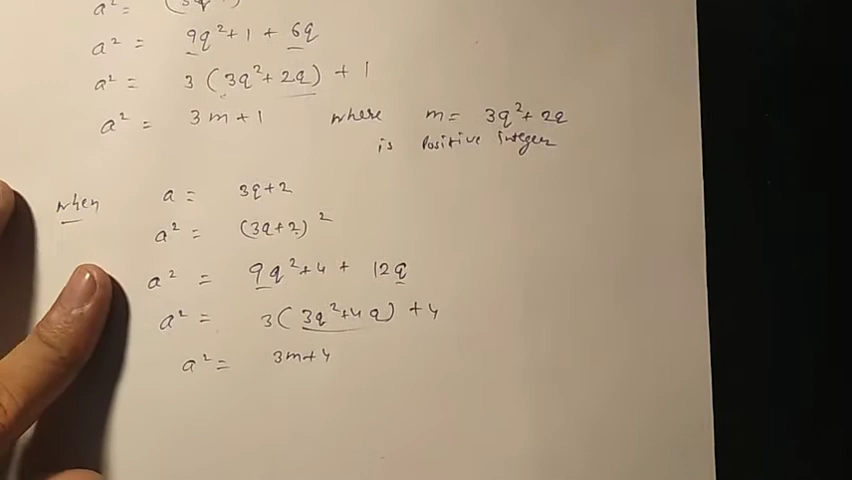 a² =
a² = 9q²+1 + 6q
a² = 3 (3q²+2q) + 1
a² = 3m+1 where m = 3q²+2q
is Positive integer
when a = 3q+2
a² = (3q+2)²
a² = 9q²+4 + 12q
a² = 3(3q²+4q) +4
a² = 3m+4